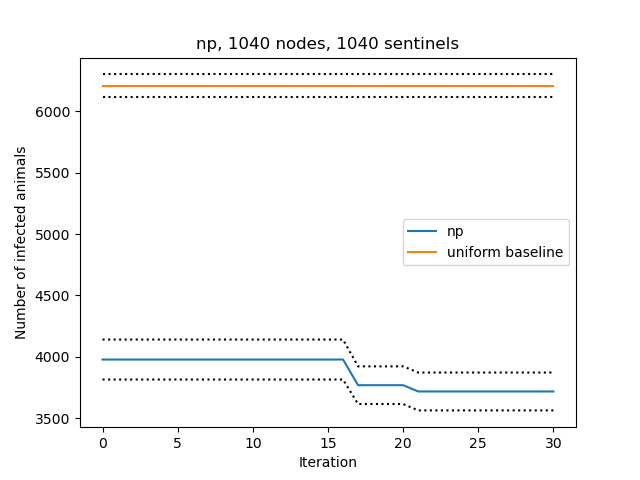 np, 1040 nodes, 1040 sentinels
Number of infected animals
6000
5500
5000
4500
4000
3500
np
uniform baseline
0 5 10 15 20 25 30
Iteration